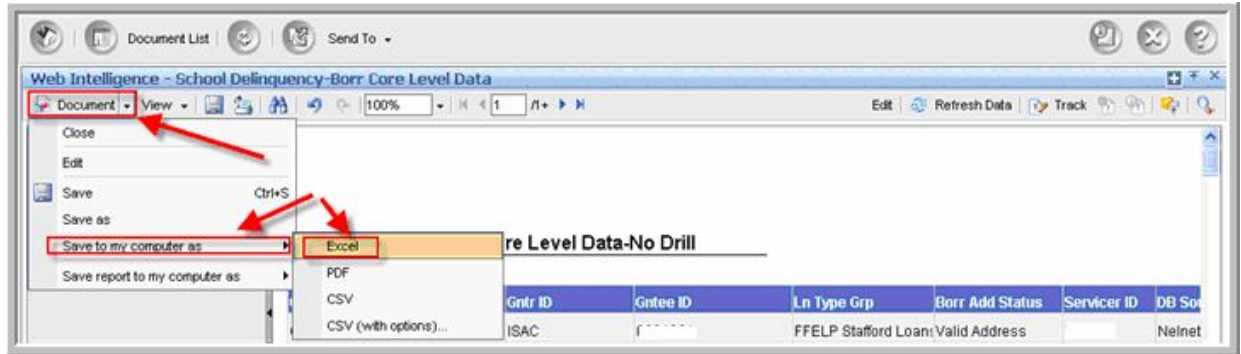 Document List Send To
Web Intelligence - School Delinquency-Borr Core Level Data
Document View 100% 1 /1+ Edit Refresh Data Track
Close
Edit
Save Ctrl+S
Save as
Save to my computer as Excel re Level Data-No Drill
Save report to my computer as PDF
CSV Gntr ID Gntee ID Ln Type Grp Borr Add Status Servicer ID DB Sou
CSV (with options)... ISAC FFELP Stafford Loans Valid Address Nelnet